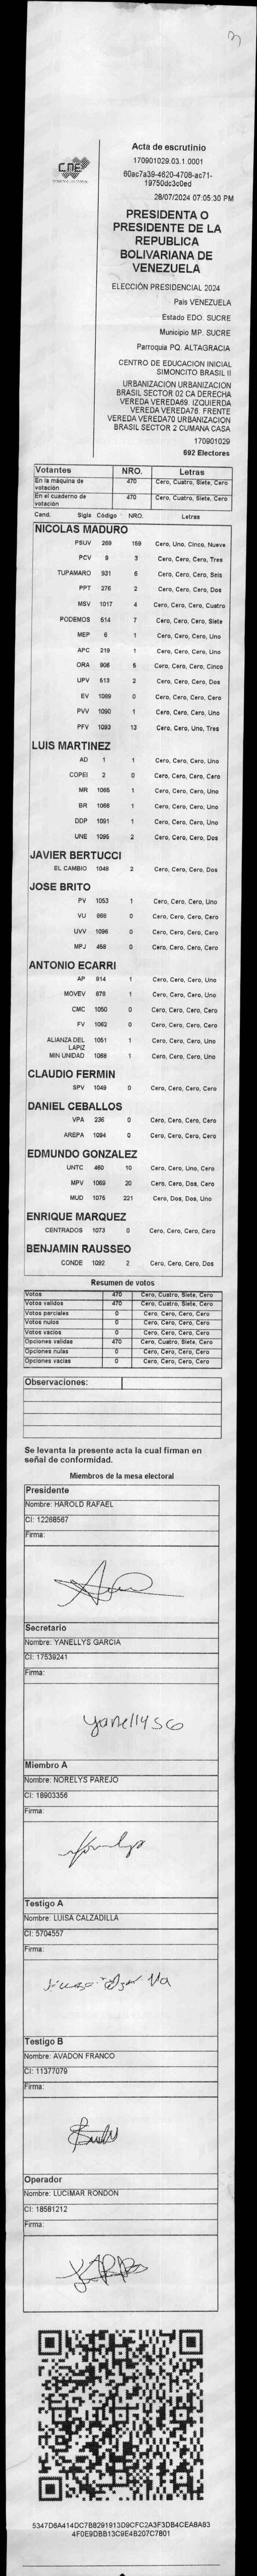 CNE
Acta de escrutinio
170901029.03.1.0001
60ac7a39-4620-4708-ac71-
19750dc3c0ed
28/07/2024 07:05:30 PM
PRESIDENTA O
PRESIDENTE DE LA
REPUBLICA
BOLIVARIANA DE
VENEZUELA
ELECCIÓN PRESIDENCIAL 2024
País VENEZUELA
Estado EDO. SUCRE
Municipio MP. SUCRE
Parroquia PQ. ALTAGRACIA
CENTRO DE EDUCACION INICIAL
SIMONCITO BRASIL II
URBANIZACIÓN URBANIZACION
BRASIL SECTOR 02 CA DERECHA
VEREDA VEREDA69. IZQUIERDA
VEREDA VEREDA76. FRENTE
VEREDA VEREDA70 URBANIZACION
BRASIL SECTOR 2 CUMANA CASA
170901029
692 Electores
Votantes NRO. Letras
En la máquina de votación 470 Cero, Cuatro, Siete, Cero
En el cuaderno de votación 470 Cero, Cuatro, Siete, Cero
Cand. Sigla Código NRO. Letras
NICOLAS MADURO
PSUV 269 159 Cero, Uno, Cinco, Nueve
PCV 9 3 Cero, Cero, Cero, Tres
TUPAMARO 931 6 Cero, Cero, Cero, Seis
PPT 276 2 Cero, Cero, Cero, Dos
MSV 1017 4 Cero, Cero, Cero, Cuatro
PODEMOS 514 7 Cero, Cero, Cero, Siete
MEP 6 1 Cero, Cero, Cero, Uno
APC 219 1 Cero, Cero, Cero, Uno
ORA 906 5 Cero, Cero, Cero, Cinco
UPV 513 2 Cero, Cero, Cero, Dos
EV 1089 0 Cero, Cero, Cero, Cero
PVV 1090 1 Cero, Cero, Cero, Uno
PFV 1093 13 Cero, Cero, Uno, Tres
LUIS MARTINEZ
AD 1 1 Cero, Cero, Cero, Uno
COPEI 2 0 Cero, Cero, Cero, Cero
MR 1065 1 Cero, Cero, Cero, Uno
BR 1066 1 Cero, Cero, Cero, Uno
DDP 1091 1 Cero, Cero, Cero, Uno
UNE 1095 2 Cero, Cero, Cero, Dos
JAVIER BERTUCCI
EL CAMBIO 1048 2 Cero, Cero, Cero, Dos
JOSE BRITO
PV 1053 1 Cero, Cero, Cero, Uno
VU 868 0 Cero, Cero, Cero, Cero
UVV 1096 0 Cero, Cero, Cero, Cero
MPJ 458 0 Cero, Cero, Cero, Cero
ANTONIO ECARRI
AP 914 1 Cero, Cero, Cero, Uno
MOVEV 878 1 Cero, Cero, Cero, Uno
CMC 1050 0 Cero, Cero, Cero, Cero
FV 1062 0 Cero, Cero, Cero, Cero
ALIANZA DEL LAPIZ 1051 1 Cero, Cero, Cero, Uno
MIN UNIDAD 1068 1 Cero, Cero, Cero, Uno
CLAUDIO FERMIN
SPV 1049 0 Cero, Cero, Cero, Cero
DANIEL CEBALLOS
VPA 236 0 Cero, Cero, Cero, Cero
AREPA 1094 0 Cero, Cero, Cero, Cero
EDMUNDO GONZALEZ
UNTC 460 10 Cero, Cero, Uno, Cero
MPV 1069 20 Cero, Cero, Dos, Cero
MUD 1075 221 Cero, Dos, Dos, Uno
ENRIQUE MARQUEZ
CENTRADOS 1073 0 Cero, Cero, Cero, Cero
BENJAMIN RAUSSEO
CONDE 1092 2 Cero, Cero, Cero, Dos
Resumen de votos
Votos 470 Cero, Cuatro, Siete, Cero
Votos validos 470 Cero, Cuatro, Siete, Cero
Votos parciales 0 Cero, Cero, Cero, Cero
Votos nulos 0 Cero, Cero, Cero, Cero
Votos vacios 0 Cero, Cero, Cero, Cero
Opciones validas 470 Cero, Cuatro, Siete, Cero
Opciones nulas 0 Cero, Cero, Cero, Cero
Opciones vacias 0 Cero, Cero, Cero, Cero
Observaciones:
Se levanta la presente acta la cual firman en
señal de conformidad.
Miembros de la mesa electoral
Presidente
Nombre: HAROLD RAFAEL
CI: 12268567
Firma:
Secretario
Nombre: YANELLYS GARCIA
CI: 17539241
Firma:
yanellysG
Miembro A
Nombre: NORELYS PAREJO
CI: 18903356
Firma:
Testigo A
Nombre: LUISA CALZADILLA
CI: 5704557
Firma:
Testigo B
Nombre: AVADON FRANCO
CI: 11377079
Firma:
Operador
Nombre: LUCIMAR RONDON
CI: 18581212
Firma:
5347D6A414DC7B8291913D9CFC2A3F3DB4CEA8A83
4F0E9DBB13C9E4B207C7801